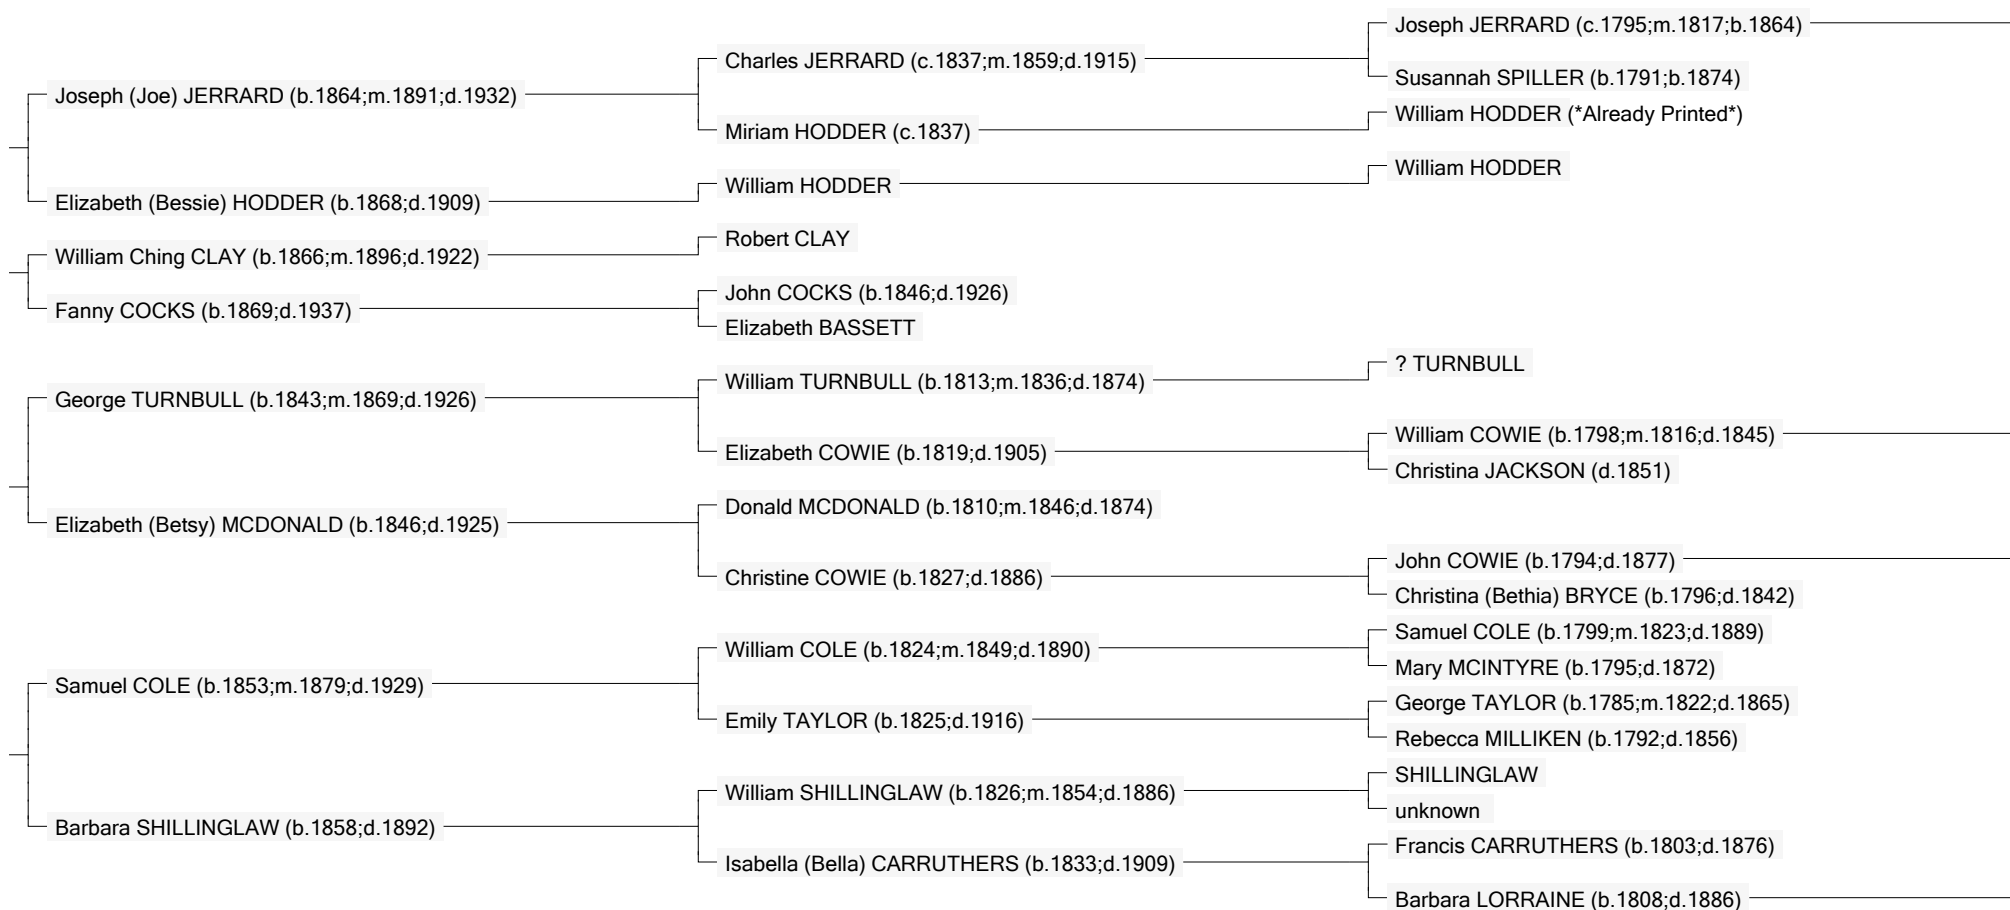 Joseph JERRARD (c.1795;m.1817;b.1864)
Charles JERRARD (c.1837;m.1859;d.1915)
Susannah SPILLER (b.1791;b.1874)
Joseph (Joe) JERRARD (b.1864;m.1891;d.1932)
William HODDER (*Already Printed*)
Miriam HODDER (c.1837)
William HODDER
William HODDER
Elizabeth (Bessie) HODDER (b.1868;d.1909)
Robert CLAY
William Ching CLAY (b.1866;m.1896;d.1922)
John COCKS (b.1846;d.1926)
Fanny COCKS (b.1869;d.1937)
Elizabeth BASSETT
? TURNBULL
William TURNBULL (b.1813;m.1836;d.1874)
George TURNBULL (b.1843;m.1869;d.1926)
William COWIE (b.1798;m.1816;d.1845)
Elizabeth COWIE (b.1819;d.1905)
Christina JACKSON (d.1851)
Donald MCDONALD (b.1810;m.1846;d.1874)
Elizabeth (Betsy) MCDONALD (b.1846;d.1925)
John COWIE (b.1794;d.1877)
Christine COWIE (b.1827;d.1886)
Christina (Bethia) BRYCE (b.1796;d.1842)
Samuel COLE (b.1799;m.1823;d.1889)
William COLE (b.1824;m.1849;d.1890)
Mary MCINTYRE (b.1795;d.1872)
Samuel COLE (b.1853;m.1879;d.1929)
George TAYLOR (b.1785;m.1822;d.1865)
Emily TAYLOR (b.1825;d.1916)
Rebecca MILLIKEN (b.1792;d.1856)
SHILLINGLAW
William SHILLINGLAW (b.1826;m.1854;d.1886)
unknown
Barbara SHILLINGLAW (b.1858;d.1892)
Francis CARRUTHERS (b.1803;d.1876)
Isabella (Bella) CARRUTHERS (b.1833;d.1909)
Barbara LORRAINE (b.1808;d.1886)